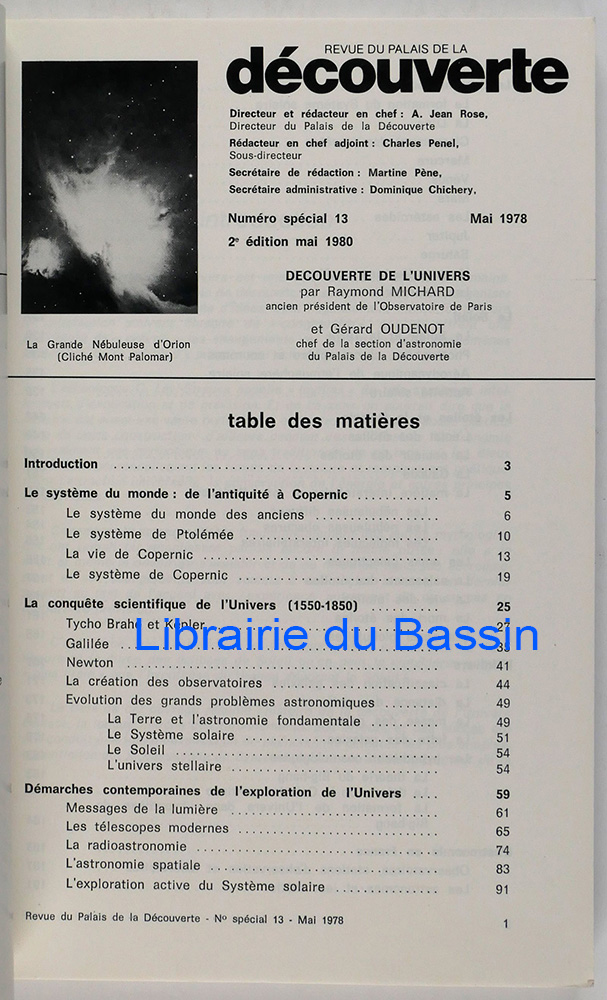 REVUE DU PALAIS DE LA
découverte
Directeur et rédacteur en chef : A. Jean Rose,
Directeur du Palais de la Découverte
Rédacteur en chef adjoint : Charles Penel,
Sous-directeur
Secrétaire de rédaction : Martine Pène,
Secrétaire administrative : Dominique Chichery,
Numéro spécial 13 Mai 1978
2e édition mai 1980
DECOUVERTE DE L'UNIVERS
par Raymond MICHARD
ancien président de l'Observatoire de Paris
et Gérard OUDENOT
chef de la section d'astronomie
du Palais de la Découverte
La Grande Nébuleuse d'Orion
(Cliché Mont Palomar)
table des matières
Introduction 3
Le système du monde : de l'antiquité à Copernic 5
Le système du monde des anciens 6
Le système de Ptolémée 10
La vie de Copernic 13
Le système de Copernic 19
La conquête scientifique de l'Univers (1550-1850) 25
Tycho Brahé et Képler 27
Librairie du Bassin
Galilée 35
Newton 41
La création des observatoires 44
Evolution des grands problèmes astronomiques 49
La Terre et l'astronomie fondamentale 49
Le Système solaire 51
Le Soleil 54
L'univers stellaire 54
Démarches contemporaines de l'exploration de l'Univers 59
Messages de la lumière 61
Les télescopes modernes 65
La radioastronomie 74
L'astronomie spatiale 83
L'exploration active du Système solaire 91
Revue du Palais de la Découverte - No spécial 13 - Mai 1978 1